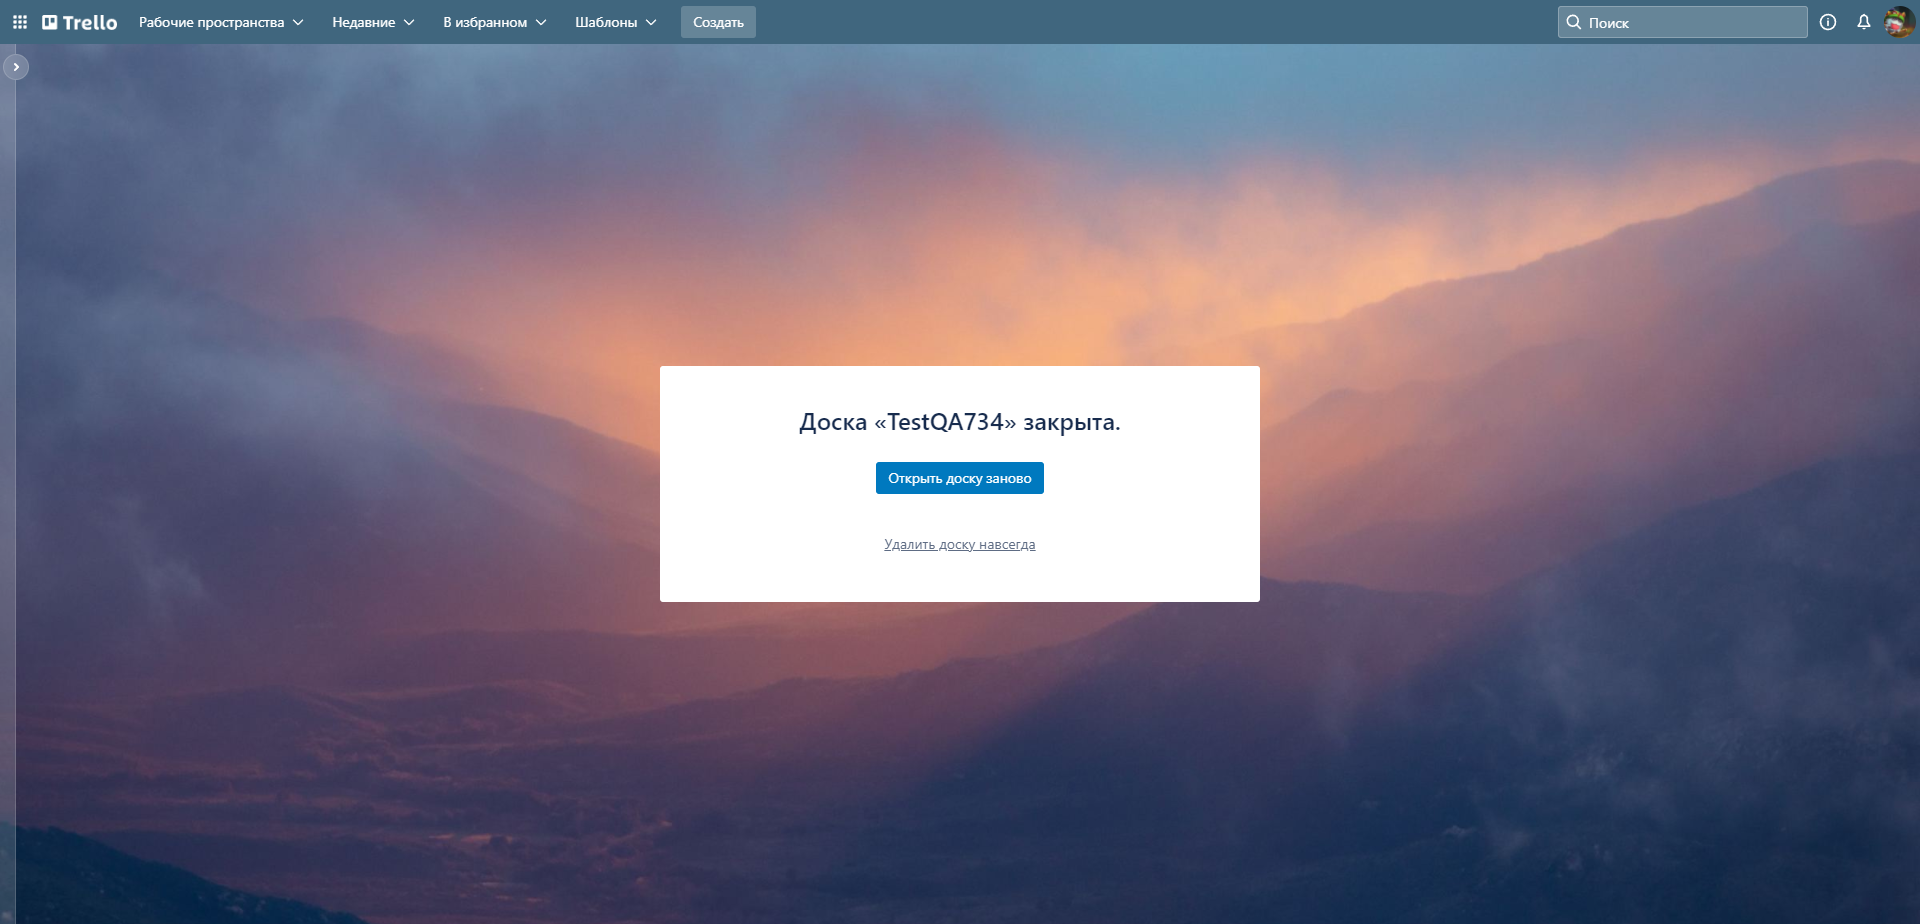 Trello
Рабочие пространства
Недавние
В избранном
Шаблоны
Создать
Поиск
Доска «TestQA734» закрыта.
Открыть доску заново
Удалить доску навсегда